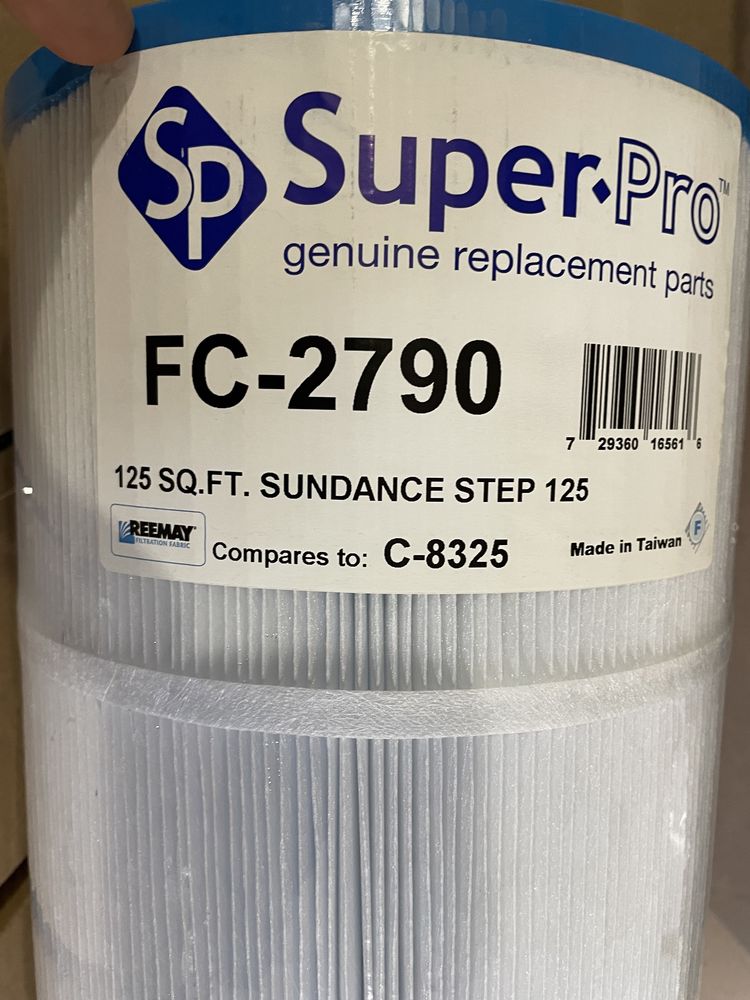 SP Super·Pro™
genuine replacement parts
FC-2790
7 29360 16561 6
125 SQ.FT. SUNDANCE STEP 125
REEMAY®
FILTRATION FABRIC
Compares to: C-8325
Made in Taiwan
F